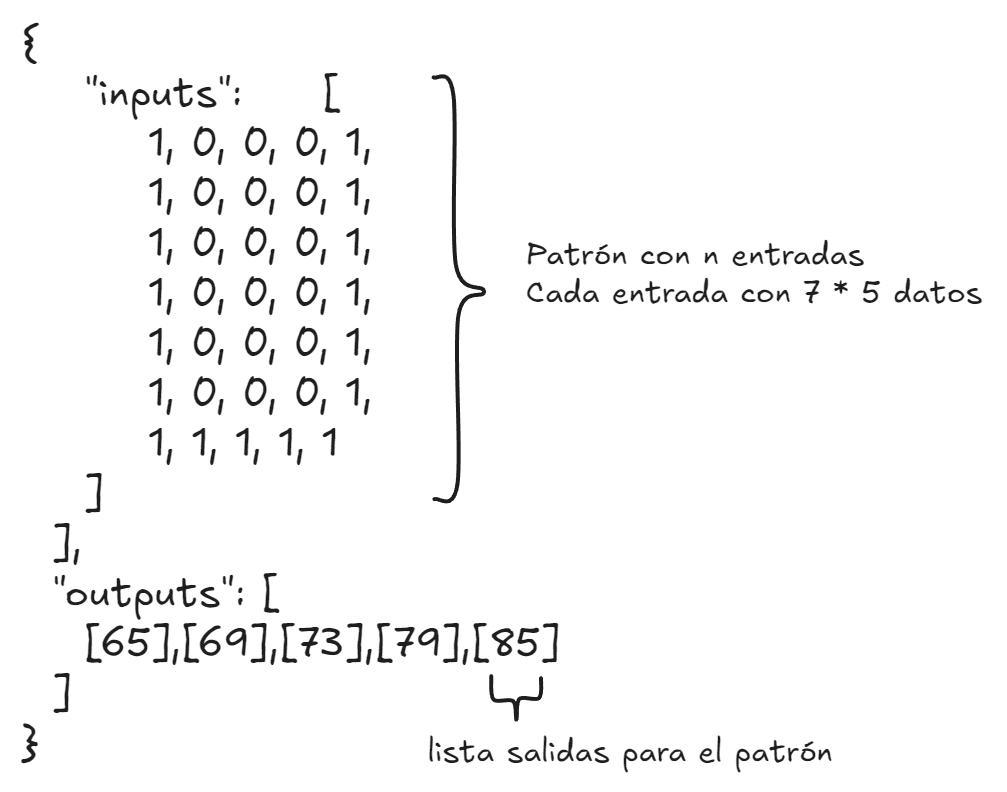 {
"inputs": [
1, 0, 0, 0, 1,
1, 0, 0, 0, 1,
1, 0, 0, 0, 1,
1, 0, 0, 0, 1,
1, 0, 0, 0, 1,
1, 0, 0, 0, 1,
1, 1, 1, 1, 1
]
],
"outputs": [
[65],[69],[73],[79],[85]
]
}
Patrón con n entradas
Cada entrada con 7 * 5 datos
lista salidas para el patrón